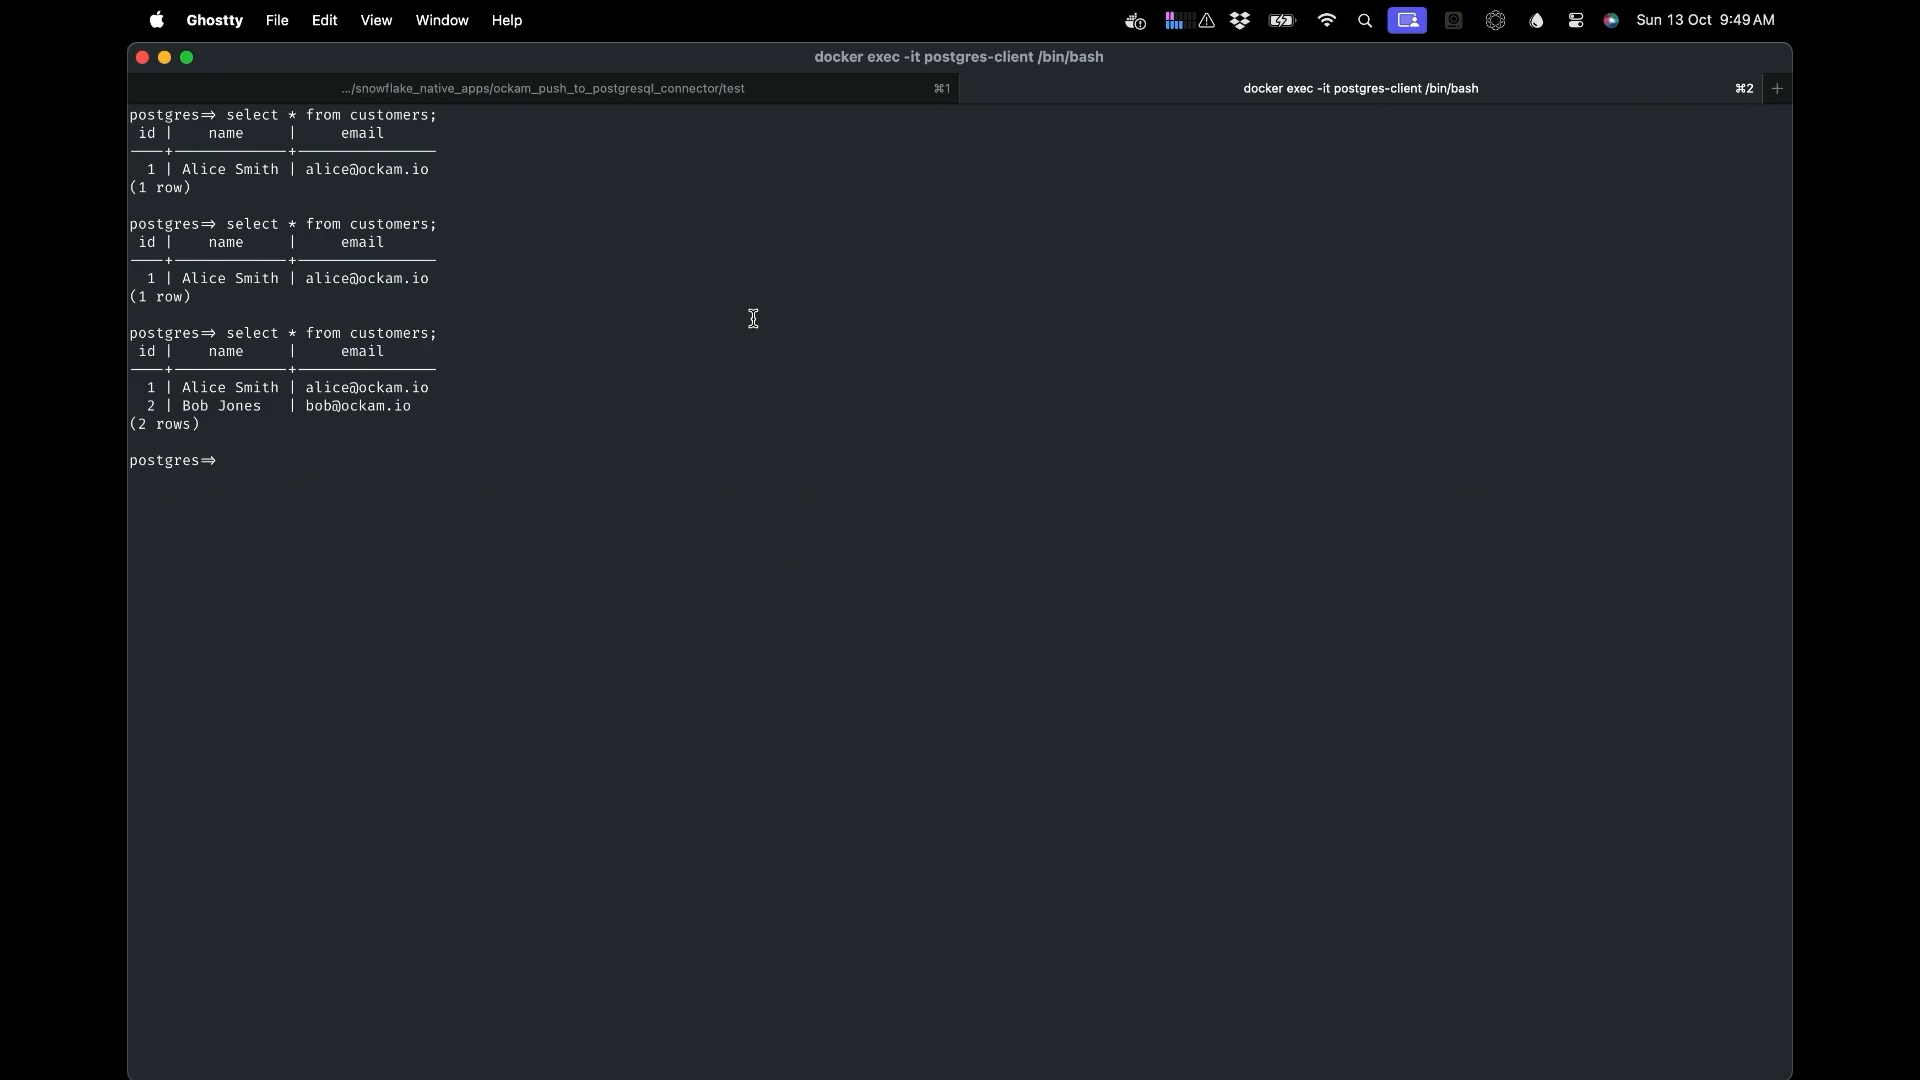 Ghostty File Edit View Window Help Sun 13 Oct 9:49 AM
docker exec -it postgres-client /bin/bash
.../snowflake_native_apps/ockam_push_to_postgresql_connector/test ⌘1 docker exec -it postgres-client /bin/bash ⌘2 +
postgres=> select * from customers;
 id |    name     |     email
----+-------------+----------------
  1 | Alice Smith | alice@ockam.io
(1 row)
postgres=> select * from customers;
 id |    name     |     email
----+-------------+----------------
  1 | Alice Smith | alice@ockam.io
(1 row)
postgres=> select * from customers;
 id |    name     |     email
----+-------------+----------------
  1 | Alice Smith | alice@ockam.io
  2 | Bob Jones   | bob@ockam.io
(2 rows)
postgres=>